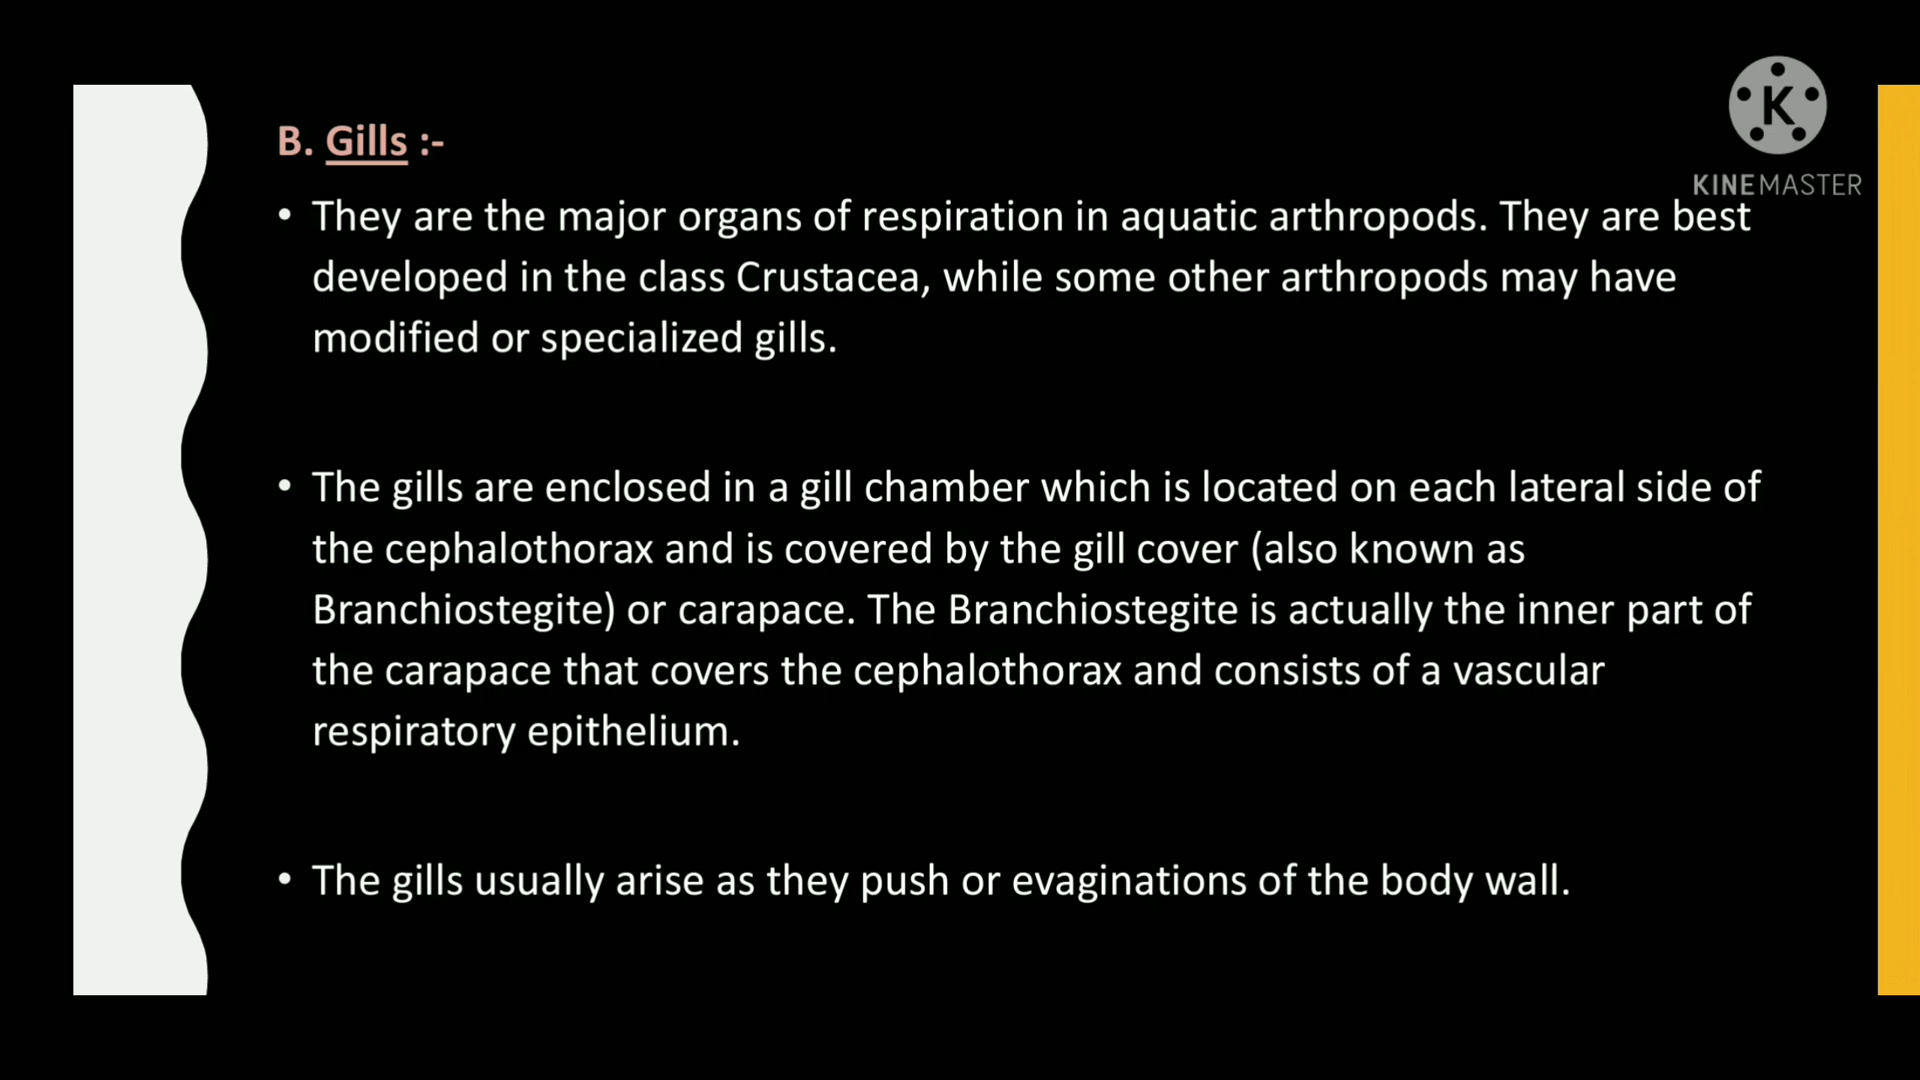 B. Gills :-
KINEMASTER
• They are the major organs of respiration in aquatic arthropods. They are best
developed in the class Crustacea, while some other arthropods may have
modified or specialized gills.
• The gills are enclosed in a gill chamber which is located on each lateral side of
the cephalothorax and is covered by the gill cover (also known as
Branchiostegite) or carapace. The Branchiostegite is actually the inner part of
the carapace that covers the cephalothorax and consists of a vascular
respiratory epithelium.
• The gills usually arise as they push or evaginations of the body wall.